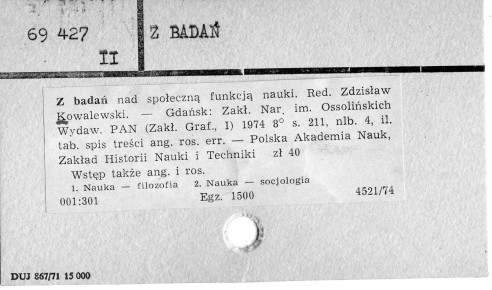 69 427
II
Z BADAŃ
Z badań nad społeczną funkcją nauki. Red. Zdzisław
Kowalewski. — Gdańsk: Zakł. Nar. im. Ossolińskich
Wydaw. PAN (Zakł. Graf., 1) 1974 8° s. 211, nlb. 4, il.
tab. spis treści ang. ros. err. — Polska Akademia Nauk,
Zakład Historii Nauki i Techniki zł 40
Wstęp także ang. i ros.
1. Nauka — filozofia 2. Nauka — socjologia
001:301 Egz. 1500 4521/74
DUJ 867/71 15 000